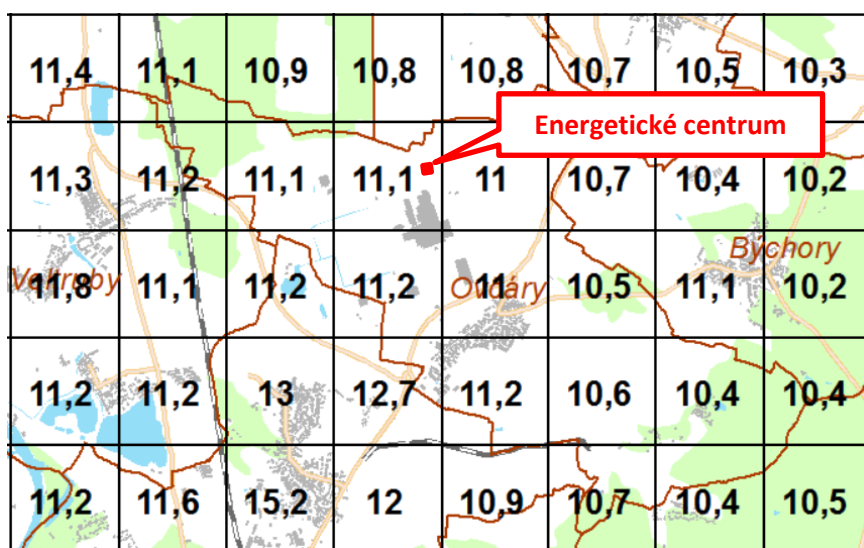 11,4 11,1 10,9 10,8 10,8 10,7 10,5 10,3
Energetické centrum
11,3 11,2 11,1 11,1 11 10,7 10,4 10,2
Býchory
Veltruby
Ovčáry
11,8 11,1 11,2 11,2 11 10,5 11,1 10,2
11,2 11,2 13 12,7 11,2 10,6 10,4 10,4
11,2 11,6 15,2 12 10,9 10,7 10,4 10,5